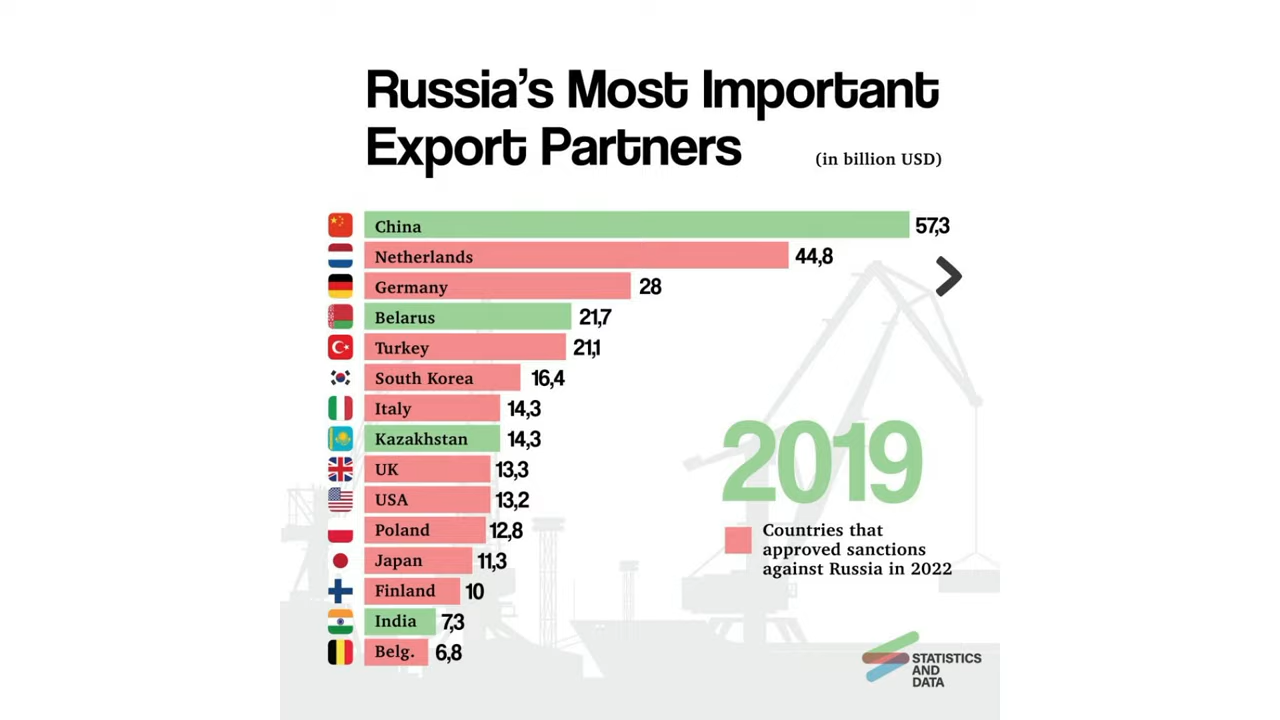 Russia's Most Important
Export Partners
(in billion USD)
China 57,3
Netherlands 44,8
Germany 28
Belarus 21,7
Turkey 21,1
South Korea 16,4
Italy 14,3
Kazakhstan 14,3
UK 13,3
USA 13,2
Poland 12,8
Japan 11,3
Finland 10
India 7,3
Belg. 6,8
2019
Countries that
approved sanctions
against Russia in 2022
STATISTICS
AND
DATA